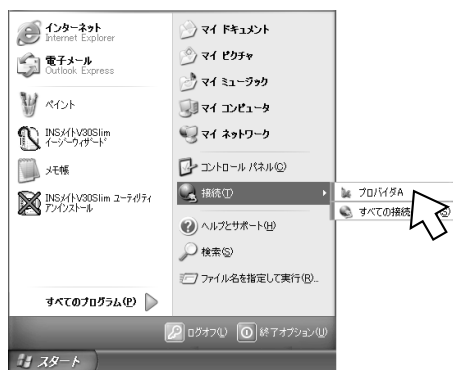 インターネット
Internet Explorer
電子メール
Outlook Express
ペイント
INSメイトV30Slim
イージーウィザード
メモ帳
INSメイトV30Slim ユーティリティ
アンインストール
すべてのプログラム(P)
マイ ドキュメント
マイ ピクチャ
マイ ミュージック
マイ コンピュータ
マイ ネットワーク
コントロール パネル(C)
接続(T)
ヘルプとサポート(H)
検索(S)
ファイル名を指定して実行(R)...
プロバイダA
すべての接続
ログオフ(L)
終了オプション(U)
スタート